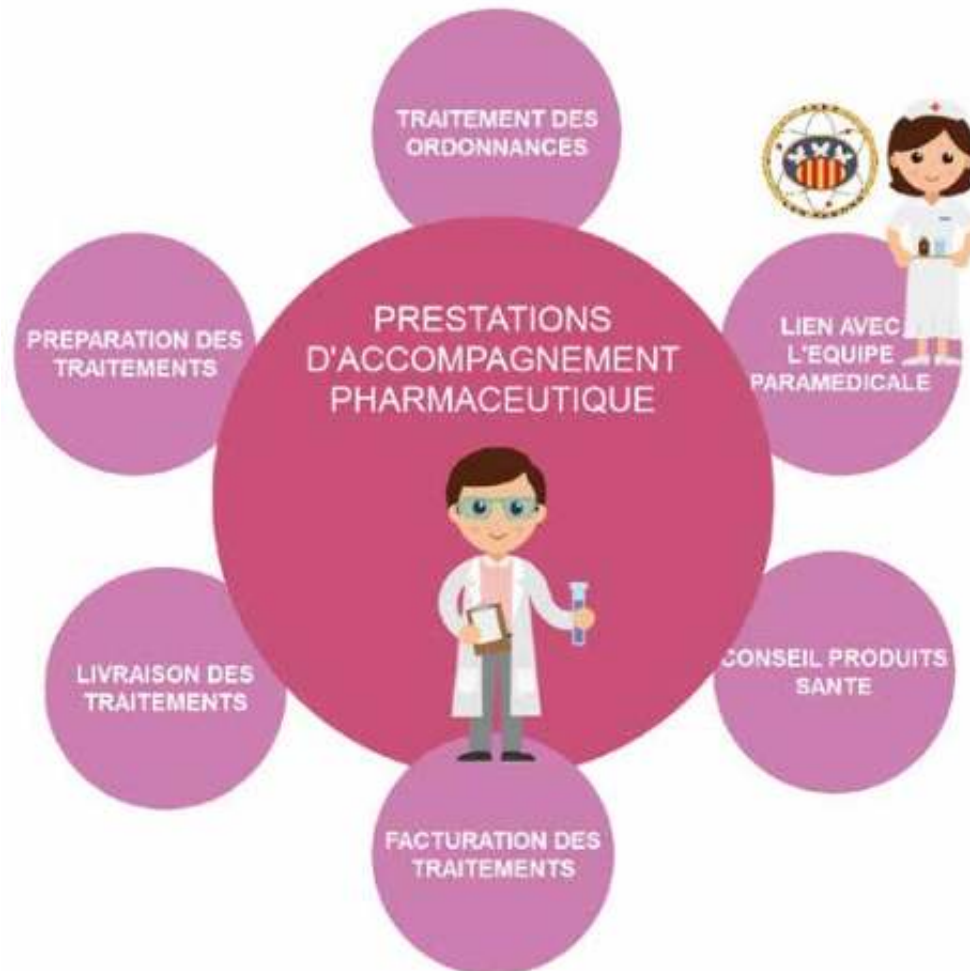 TRAITEMENT DES
ORDONNANCES
PRESTATIONS
D'ACCOMPAGNEMENT
PHARMACEUTIQUE
LIEN AVEC
L'EQUIPE
PARAMEDICALE
PREPARATION DES
TRAITEMENTS
CONSEIL PRODUITS
SANTE
LIVRAISON DES
TRAITEMENTS
FACTURATION DES
TRAITEMENTS